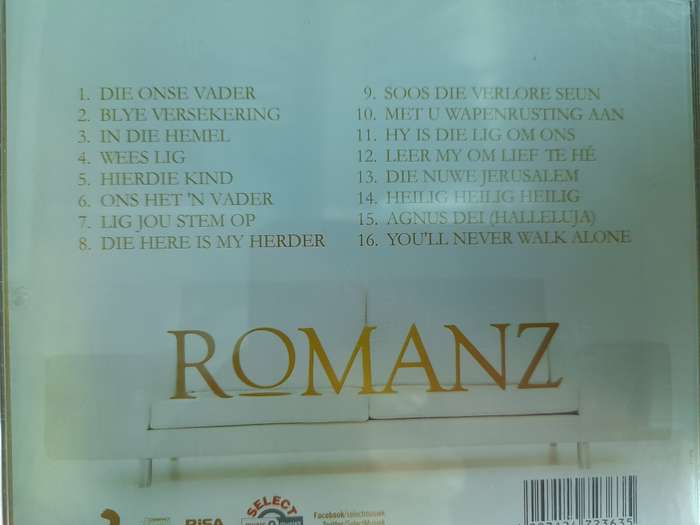 1. DIE ONSE VADER
2. BLYE VERSEKERING
3. IN DIE HEMEL
4. WEES LIG
5. HIERDIE KIND
6. ONS HET 'N VADER
7. LIG JOU STEM OP
8. DIE HERE IS MY HERDER
9. SOOS DIE VERLORE SEUN
10. MET U WAPENRUSTING AAN
11. HY IS DIE LIG OM ONS
12. LEER MY OM LIEF TE HÉ
13. DIE NUWE JERUSALEM
14. HEILIG HEILIG HEILIG
15. AGNUS DEI (HALLELUJA)
16. YOU'LL NEVER WALK ALONE
ROMANZ
RiSA
SELECT
Facebook/selectmusiek